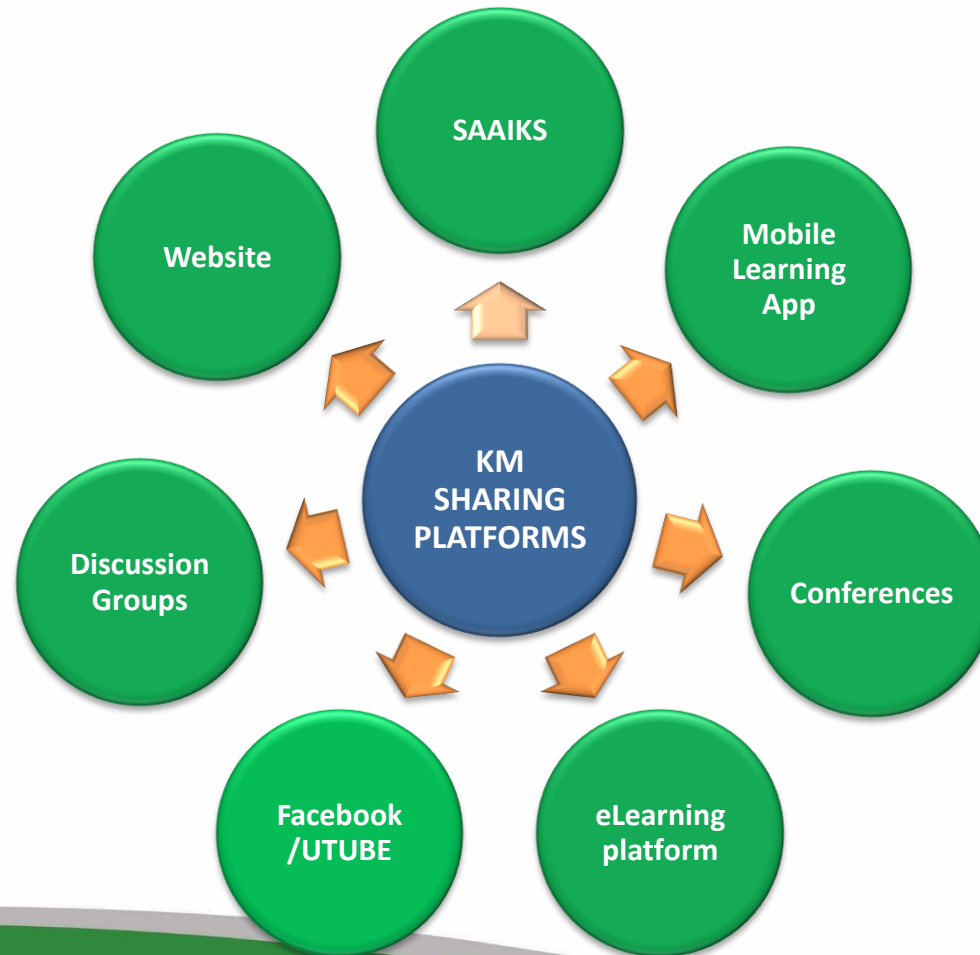 SAAIKS
Website
Mobile
Learning
App
KM
SHARING
PLATFORMS
Discussion
Groups
Conferences
Facebook
/UTUBE
eLearning
platform